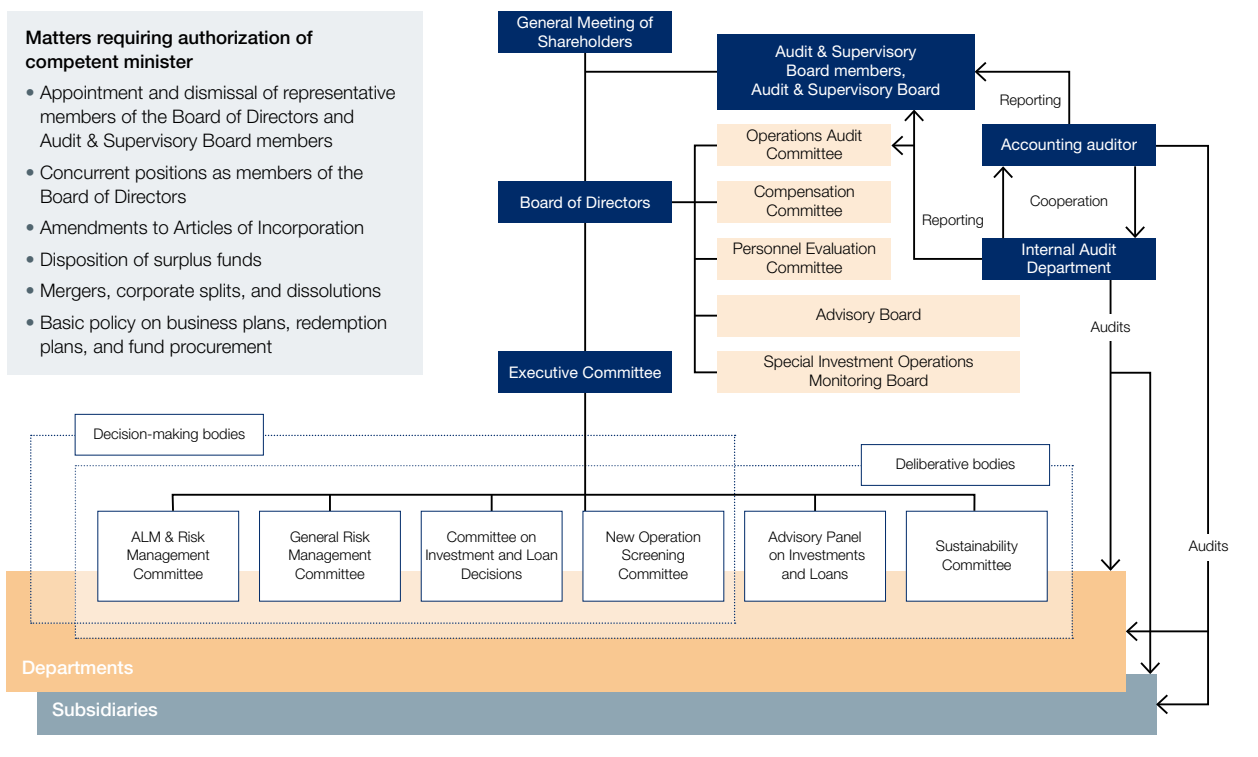 Matters requiring authorization of
competent minister
• Appointment and dismissal of representative
members of the Board of Directors and
Audit & Supervisory Board members
• Concurrent positions as members of the
Board of Directors
• Amendments to Articles of Incorporation
• Disposition of surplus funds
• Mergers, corporate splits, and dissolutions
• Basic policy on business plans, redemption
plans, and fund procurement
General Meeting of
Shareholders
Audit & Supervisory
Board members,
Audit & Supervisory Board
Reporting
Operations Audit
Committee
Accounting auditor
Board of Directors
Compensation
Committee
Reporting
Cooperation
Personnel Evaluation
Committee
Internal Audit
Department
Advisory Board
Audits
Executive Committee
Special Investment Operations
Monitoring Board
Decision-making bodies
Deliberative bodies
ALM & Risk
Management
Committee
General Risk
Management
Committee
Committee on
Investment and Loan
Decisions
New Operation
Screening
Committee
Advisory Panel
on Investments
and Loans
Sustainability
Committee
Audits
Departments
Subsidiaries